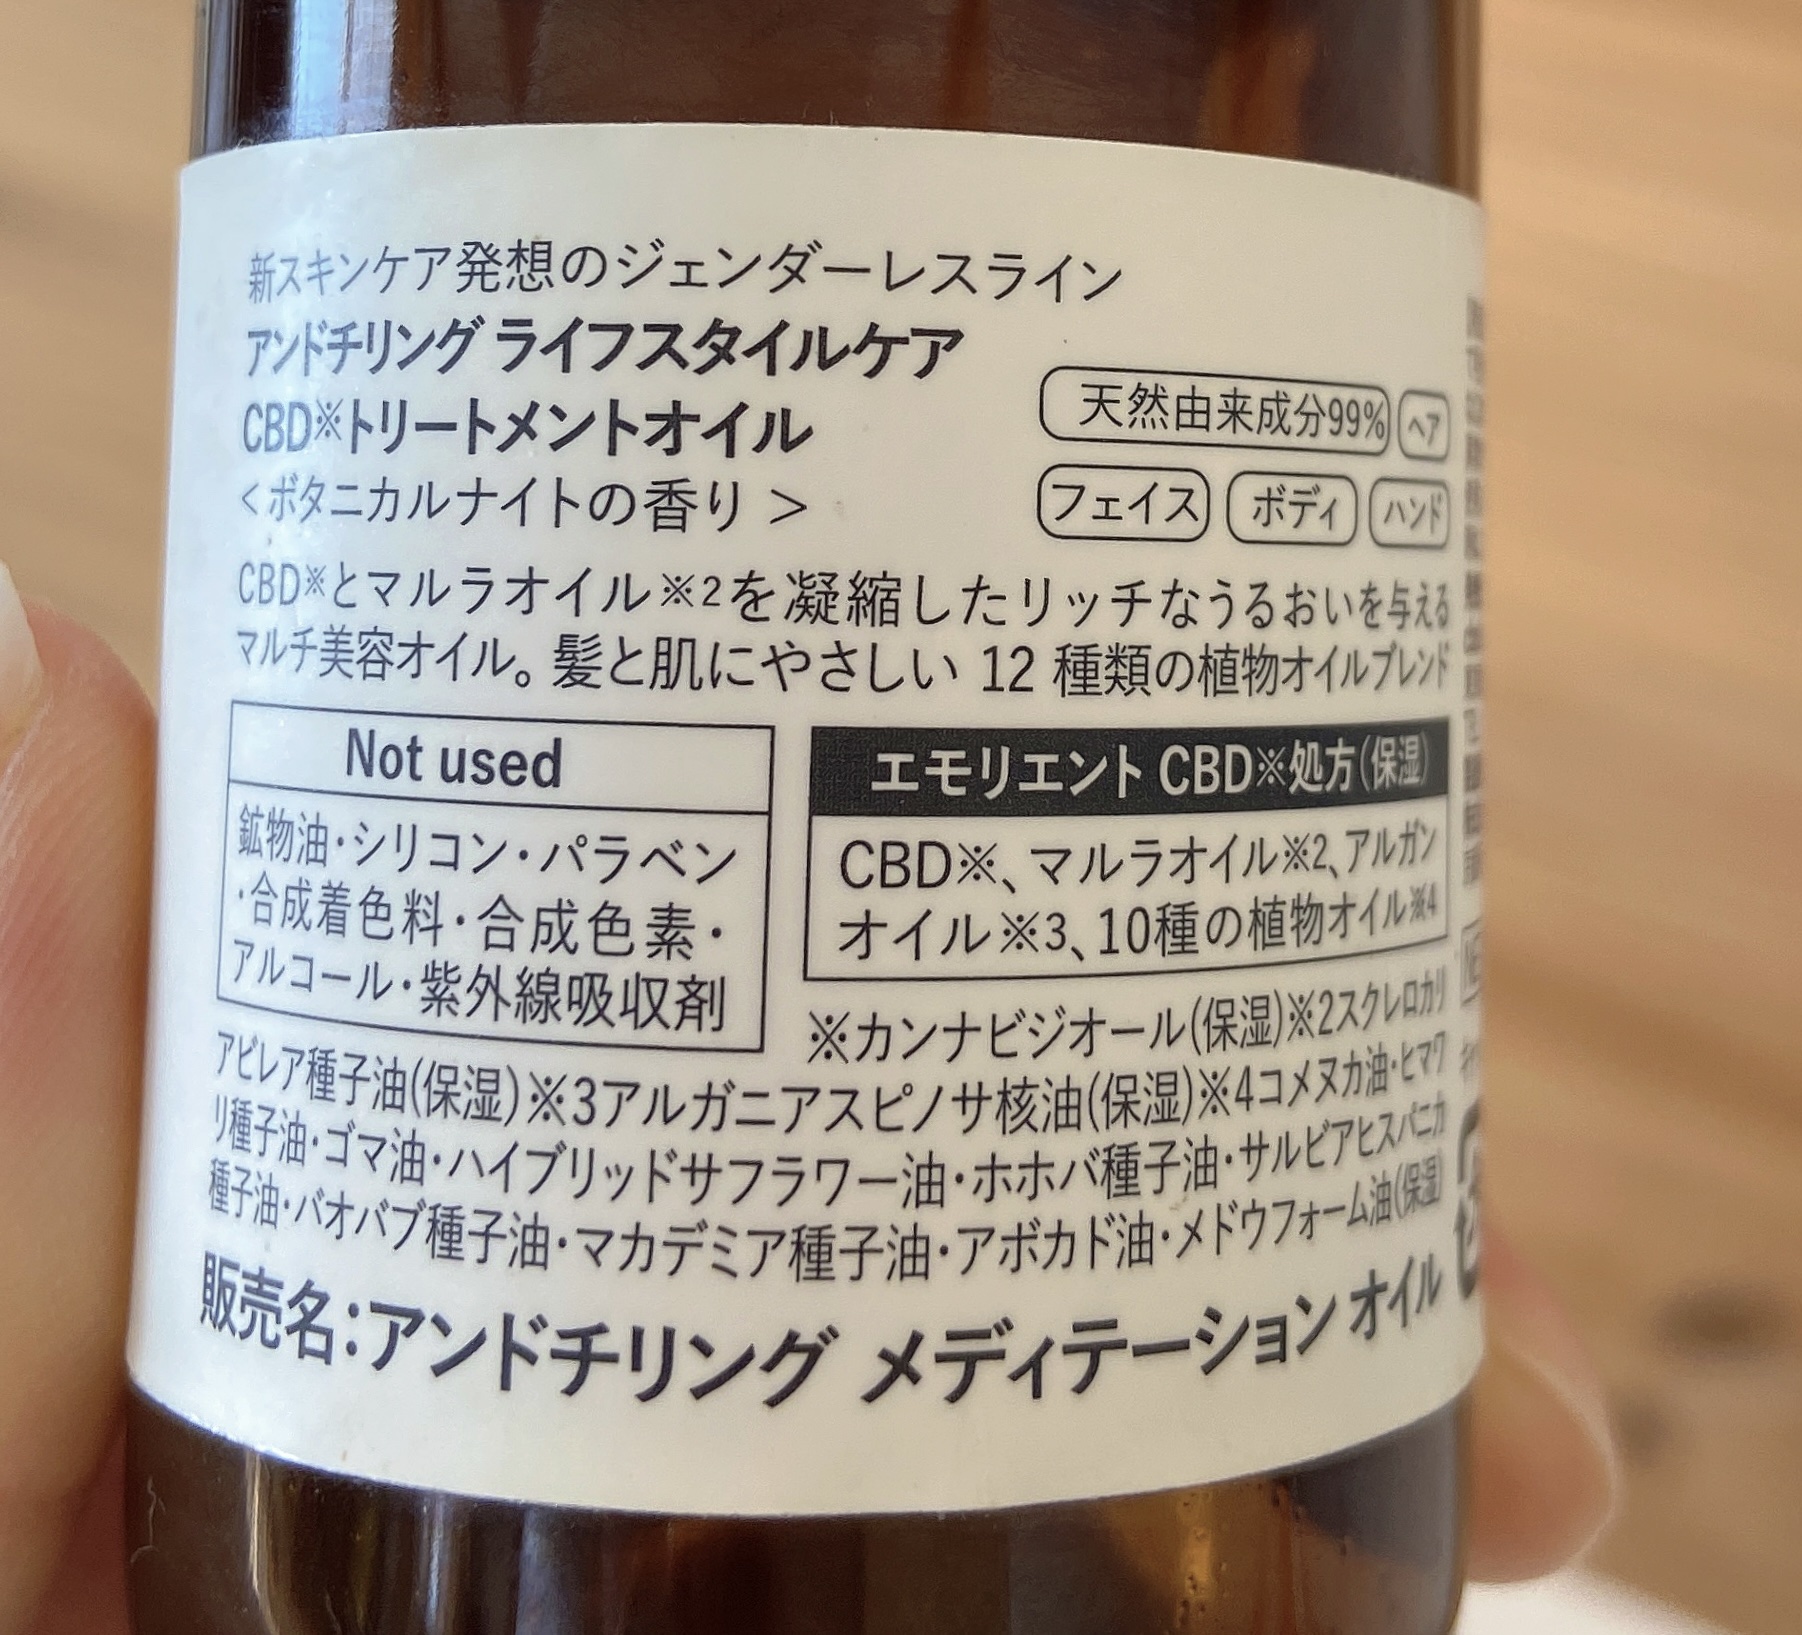 新スキンケア発想のジェンダーレスライン
アンドチリング ライフスタイルケア
CBD※トリートメントオイル
<ボタニカルナイトの香り>
天然由来成分99% ヘア
フェイス ボディ ハンド
CBD※とマルラオイル※2を凝縮したリッチなうるおいを与える
マルチ美容オイル。髪と肌にやさしい 12 種類の植物オイルブレンド
Not used
鉱物油・シリコン・パラベン
・合成着色料・合成色素・
アルコール・紫外線吸収剤
エモリエント CBD※処方(保湿)
CBD※、マルラオイル※2、アルガン
オイル※3、10種の植物オイル※4
※カンナビジオール(保湿)※2スクレロカリ
アビレア種子油(保湿)※3アルガニアスピノサ核油(保湿)※4コメヌカ油・ヒマワ
リ種子油・ゴマ油・ハイブリッドサフラワー油・ホホバ種子油・サルビアヒスパニカ
種子油・バオバブ種子油・マカデミア種子油・アボカド油・メドウフォーム油(保湿)
販売名:アンドチリング メディテーション オイル